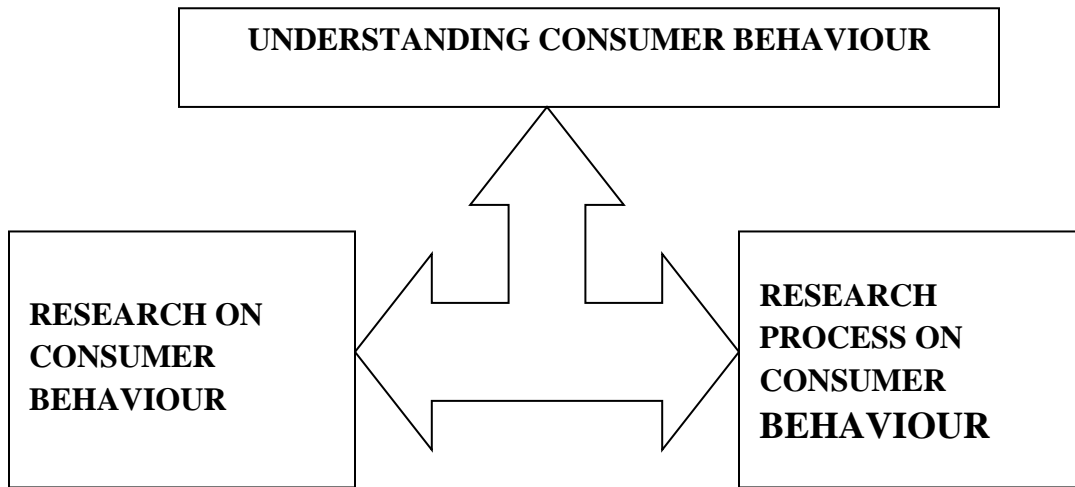 UNDERSTANDING CONSUMER BEHAVIOUR
RESEARCH ON
CONSUMER
BEHAVIOUR
RESEARCH
PROCESS ON
CONSUMER
BEHAVIOUR